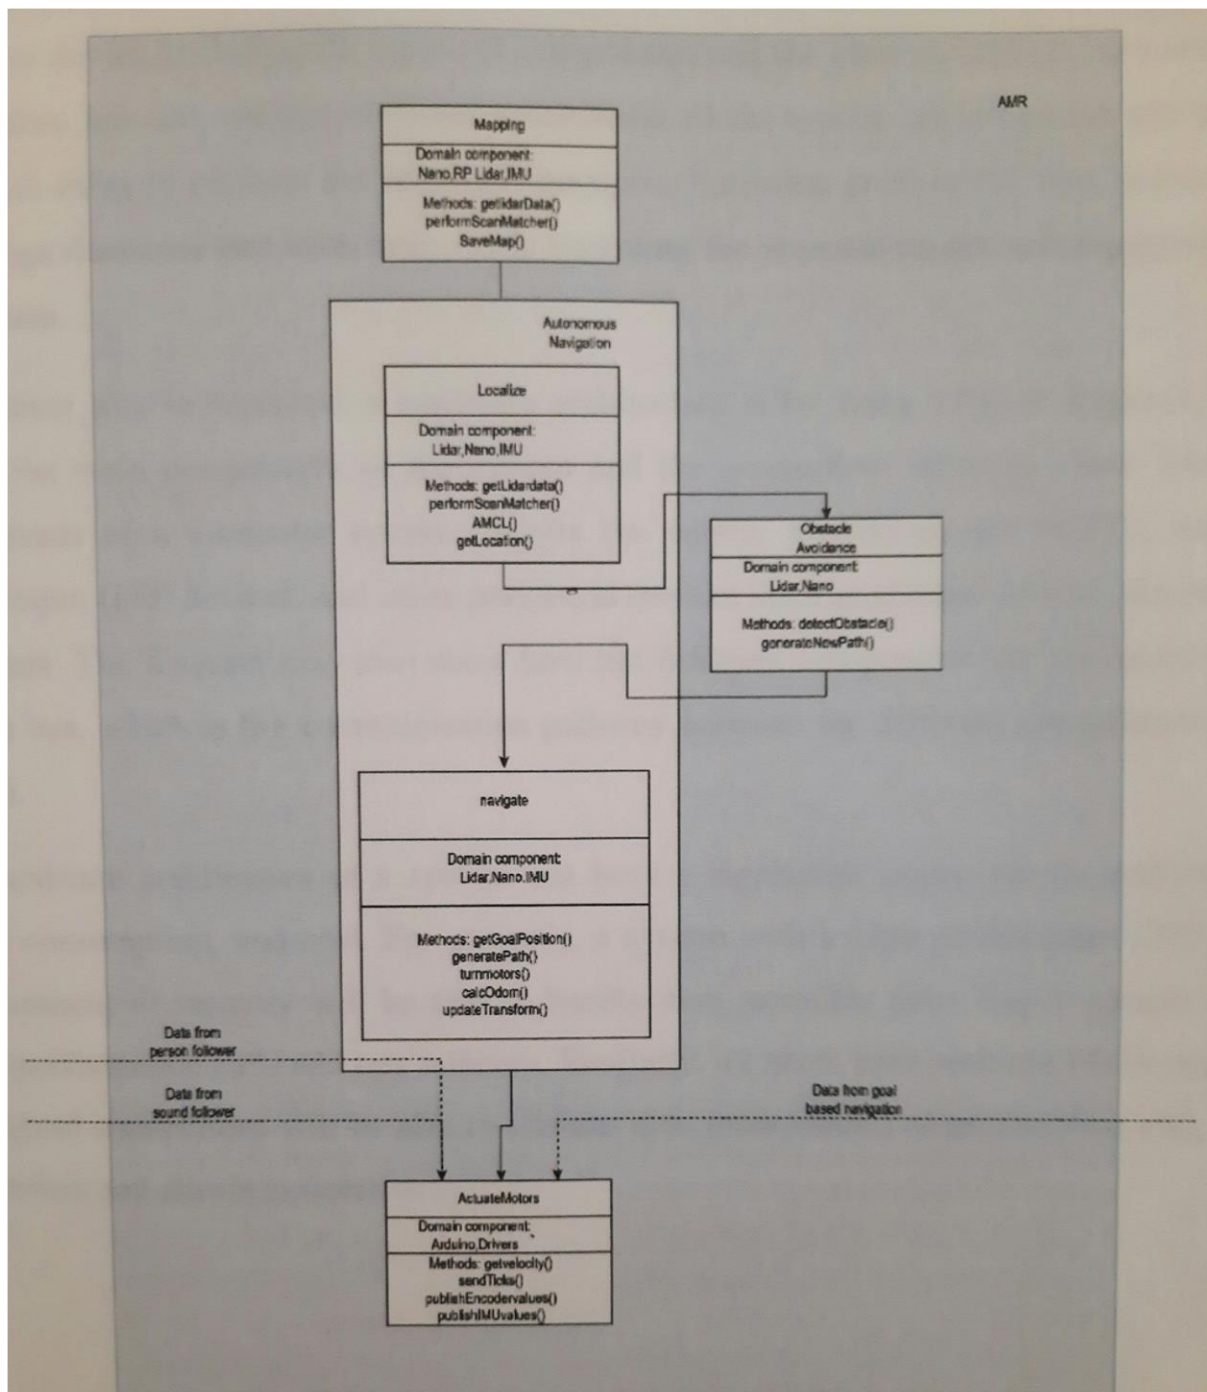 AMR
Mapping
Domain component:
Nano,RP Lidar,IMU
Methods: getlidarData()
performScanMatcher()
SaveMap()
Autonomous
Navigation
Localize
Domain component:
Lidar,Nano,IMU
Methods: getLidardata()
performScanMatcher()
AMCL()
getLocation()
Obstacle
Avoidance
Domain component:
Lidar,Nano
Methods: detectObstacle()
generateNewPath()
navigate
Domain component:
Lidar,Nano.IMU
Methods: getGoalPosition()
generatePath()
turnmotors()
calcOdom()
updateTransform()
Data from
person follower
Data from
sound follower
Data from goal
based navigation
ActuateMotors
Domain component:
Arduino,Drivers
Methods: getvelocity()
sendTicks()
publishEncodervalues()
publishIMUvalues()